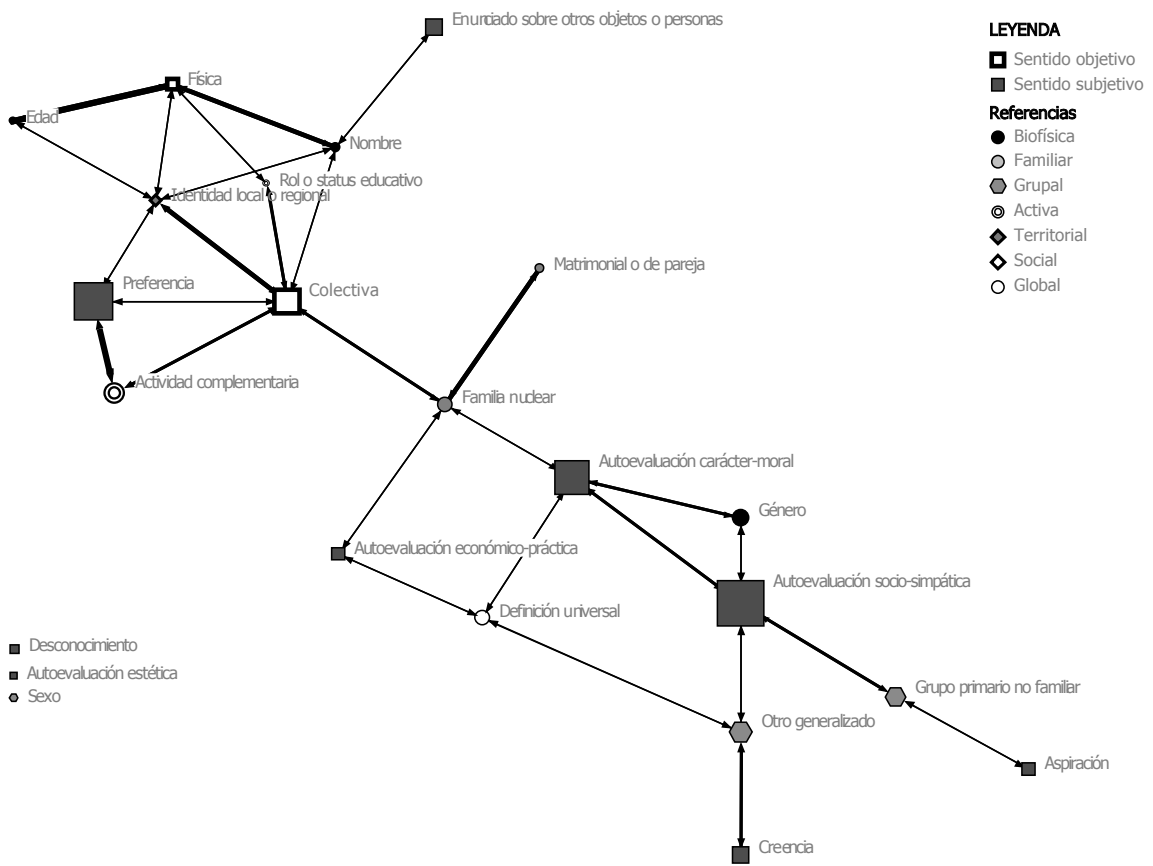 Enunciado sobre otros objetos o personas
LEYENDA
Sentido objetivo
Sentido subjetivo
Referencias
Biofísica
Familiar
Grupal
Activa
Territorial
Social
Global
Física
Edad
Nombre
Rol o status educativo
Identidad local o regional
Matrimonial o de pareja
Preferencia
Colectiva
Actividad complementaria
Familia nuclear
Autoevaluación carácter-moral
Género
Autoevaluación económico-práctica
Autoevaluación socio-simpática
Definición universal
Desconocimiento
Autoevaluación estética
Sexo
Grupo primario no familiar
Otro generalizado
Aspiración
Creencia